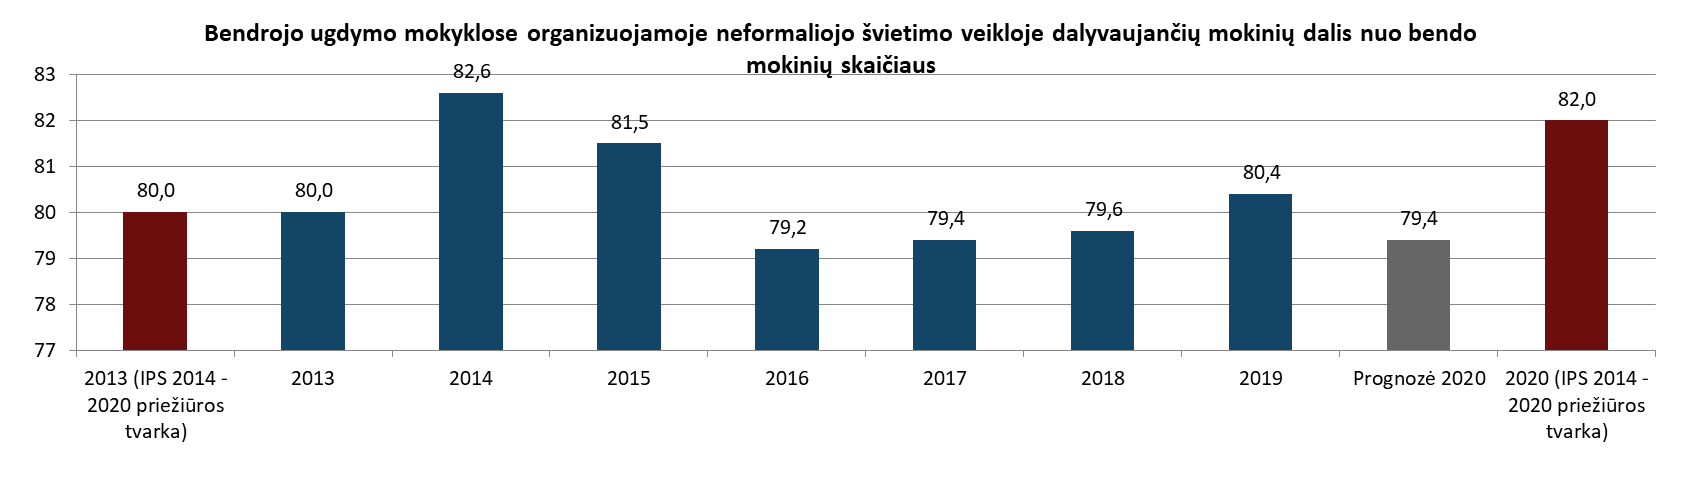 Bendrojo ugdymo mokyklose organizuojamoje neformaliojo švietimo veikloje dalyvaujančių mokinių dalis nuo bendo
mokinių skaičiaus
83
82
81
80
79
78
77
80,0
80,0
82,6
81,5
79,2
79,4
79,6
80,4
79,4
82,0
2013 (IPS 2014 -
2020 priežiūros
tvarka)
2013
2014
2015
2016
2017
2018
2019
Prognozė 2020
2020 (IPS 2014 -
2020 priežiūros
tvarka)